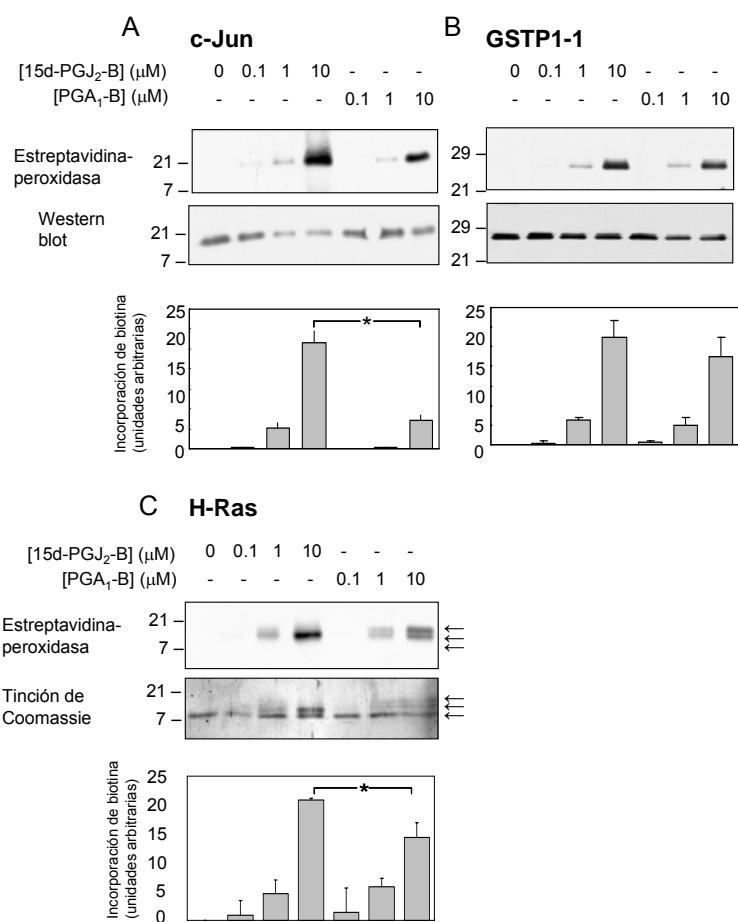 A c-Jun
B GSTP1-1
[15d-PGJ₂-B] (μM) 0 0.1 1 10 - - - 0 0.1 1 10 - - -
[PGA₁-B] (μM) - - - - 0.1 1 10 - - - - 0.1 1 10
Estreptavidina-
peroxidasa
21
7
29
21
Western
blot
21
7
29
21
Incorporación de biotina
(unidades arbitrarias)
25
20
15
10
5
0
*
25
20
15
10
5
0
C H-Ras
[15d-PGJ₂-B] (μM) 0 0.1 1 10 - - -
[PGA₁-B] (μM) - - - - 0.1 1 10
Estreptavidina-
peroxidasa
21
7
←
←
←
Tinción de
Coomassie
21
7
←
←
←
Incorporación de biotina
(unidades arbitrarias)
25
20
15
10
5
0
*